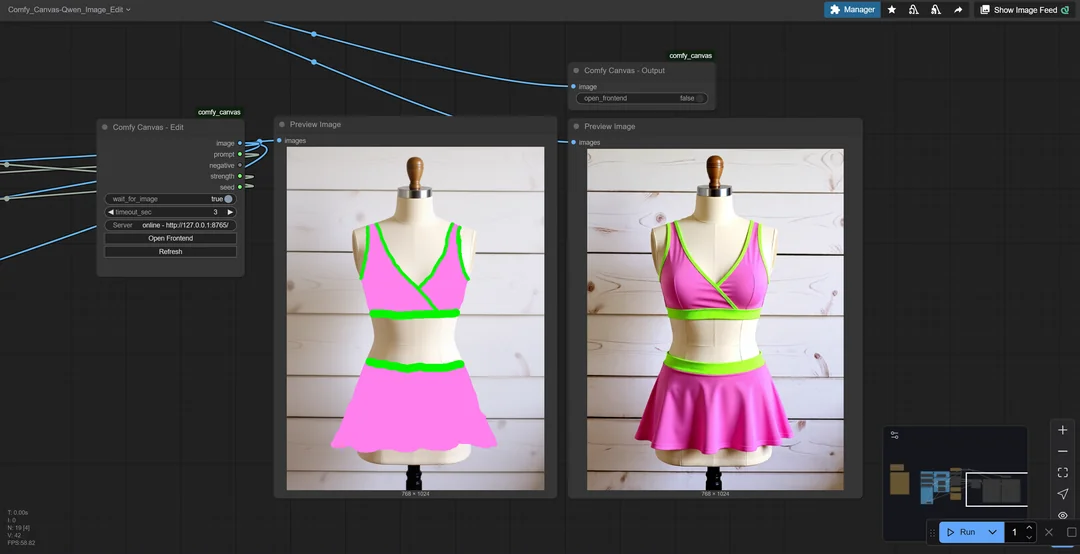 Comfy_Canvas-Qwen_Image_Edit
Manager
Show Image Feed
comfy_canvas
Comfy Canvas - Output
image
open_frontend false
comfy_canvas
Comfy Canvas - Edit
image
prompt
negative
strength
seed
wait_for_image true
timeout_sec 3
Server online - http://127.0.0.1:8765/
Open Frontend
Refresh
Preview Image
images
768 × 1024
Preview Image
images
768 × 1024
T: 0.00s
I: 0
N: 19 [4]
V: 42
FPS:58.82
Run 1